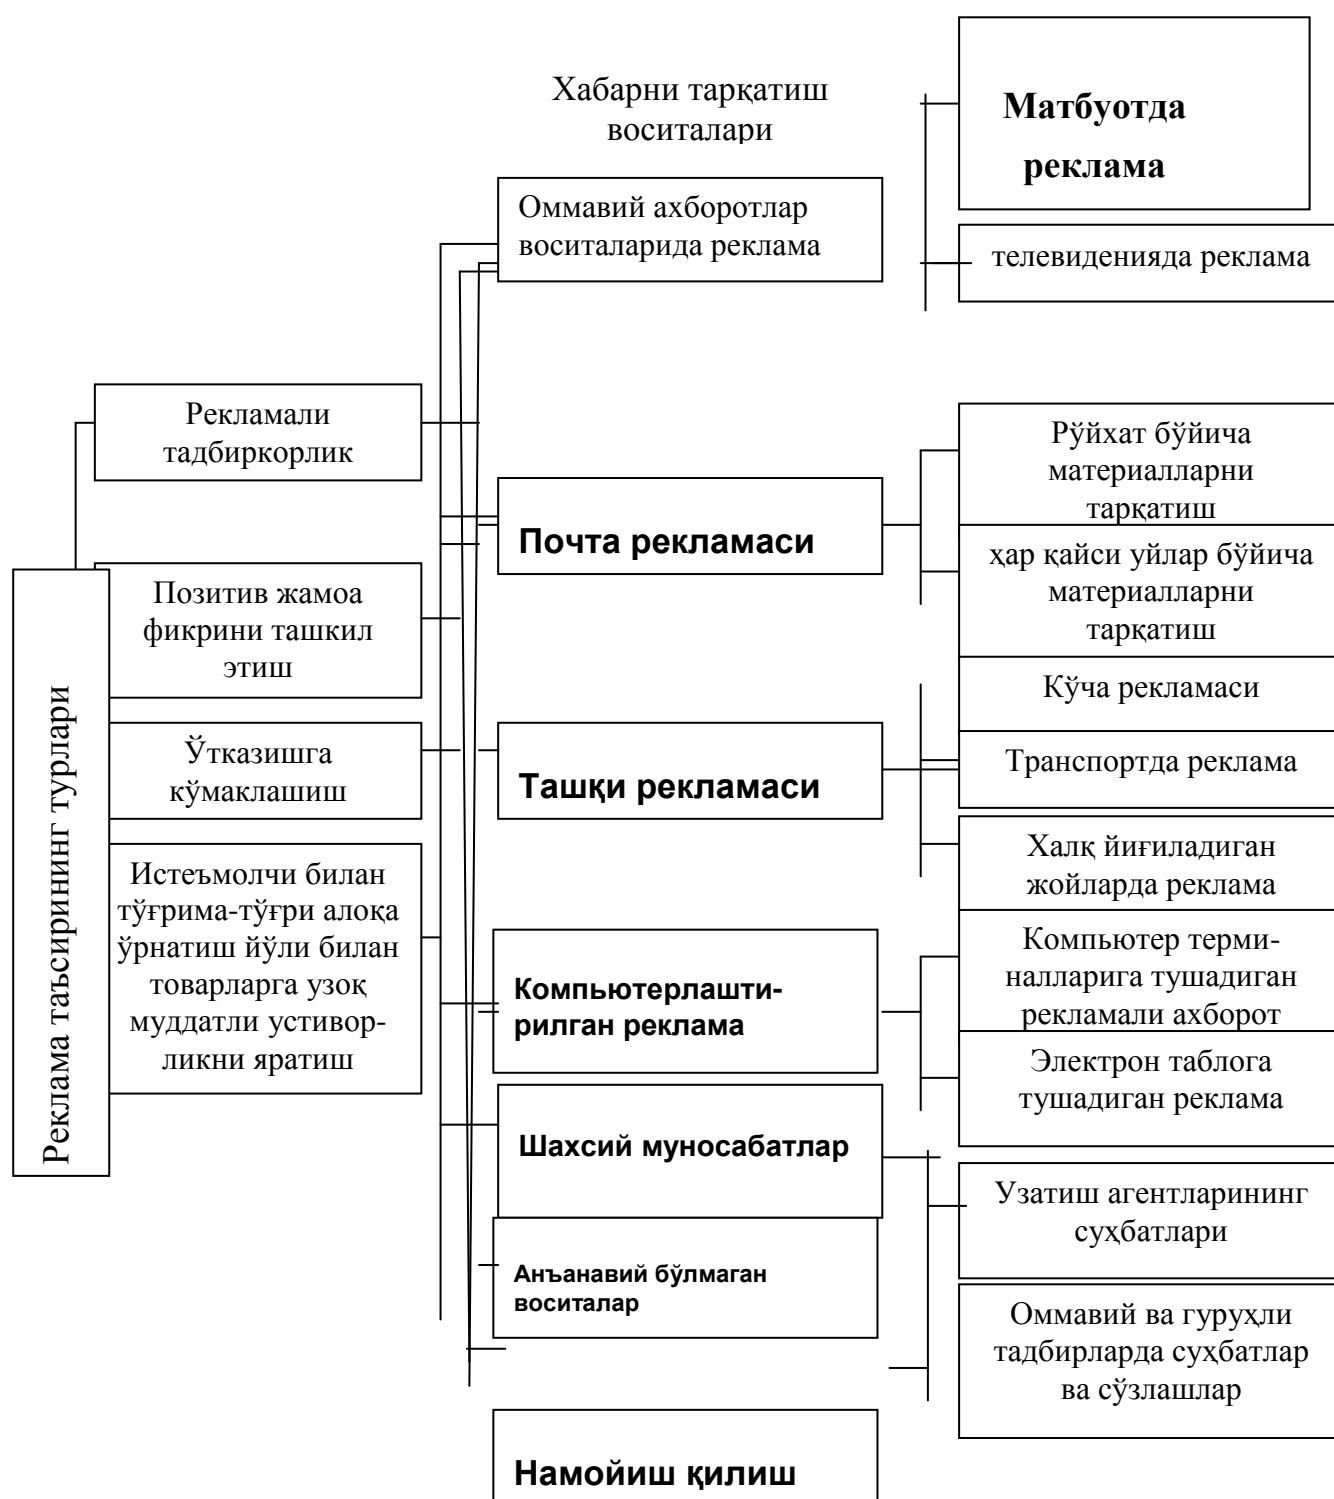 Хабарни тарқатиш
воситалари
Матбуотда
реклама
Оммавий ахборотлар
воситаларида реклама
телевиденияда реклама
Рекламали
тадбиркорлик
Рўйхат бўйича
материалларни
тарқатиш
Почта рекламаси
ҳар қайси уйлар бўйича
материалларни
тарқатиш
Позитив жамоа
фикрини ташкил
этиш
Реклама таъсирининг турлари
Кўча рекламаси
Ўтказишга
кўмаклашиш
Ташқи рекламаси
Транспортда реклама
Халқ йиғиладиган
жойларда реклама
Истеъмолчи билан
тўғрима-тўғри алоқа
ўрнатиш йўли билан
товарларга узоқ
муддатли устивор-
ликни яратиш
Компьютерлашти-
рилган реклама
Компьютер терми-
налларига тушадиган
рекламали ахборот
Электрон таблога
тушадиган реклама
Шахсий муносабатлар
Узатиш агентларининг
суҳбатлари
Анъанавий бўлмаган
воситалар
Оммавий ва гуруҳли
тадбирларда суҳбатлар
ва сўзлашлар
Намойиш қилиш